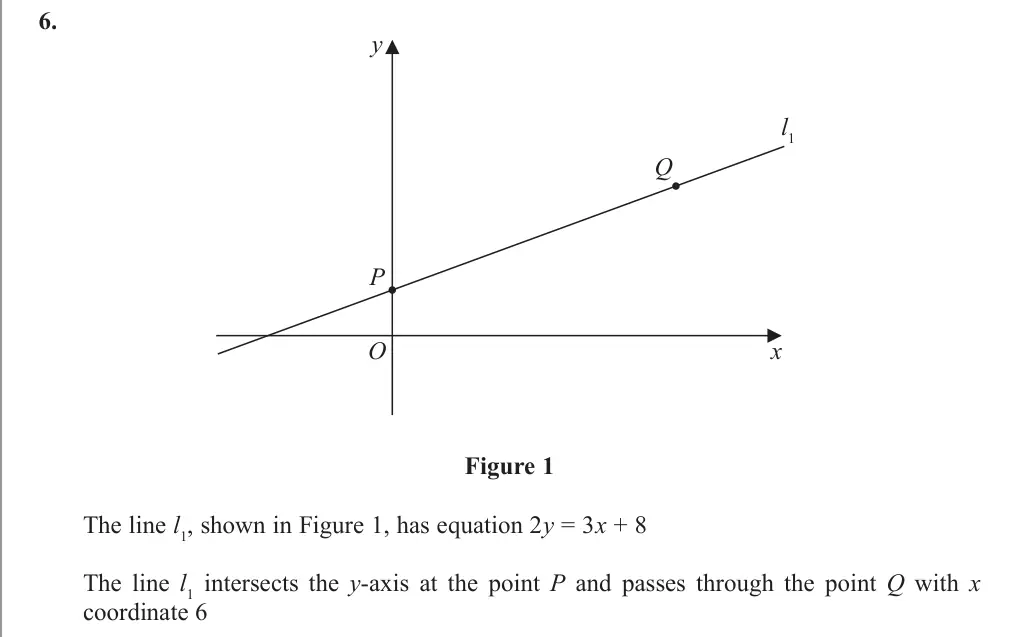 6.
y
l₁
Q
P
O
x
Figure 1
The line l₁, shown in Figure 1, has equation 2y = 3x + 8
The line l₁ intersects the y-axis at the point P and passes through the point Q with x
coordinate 6